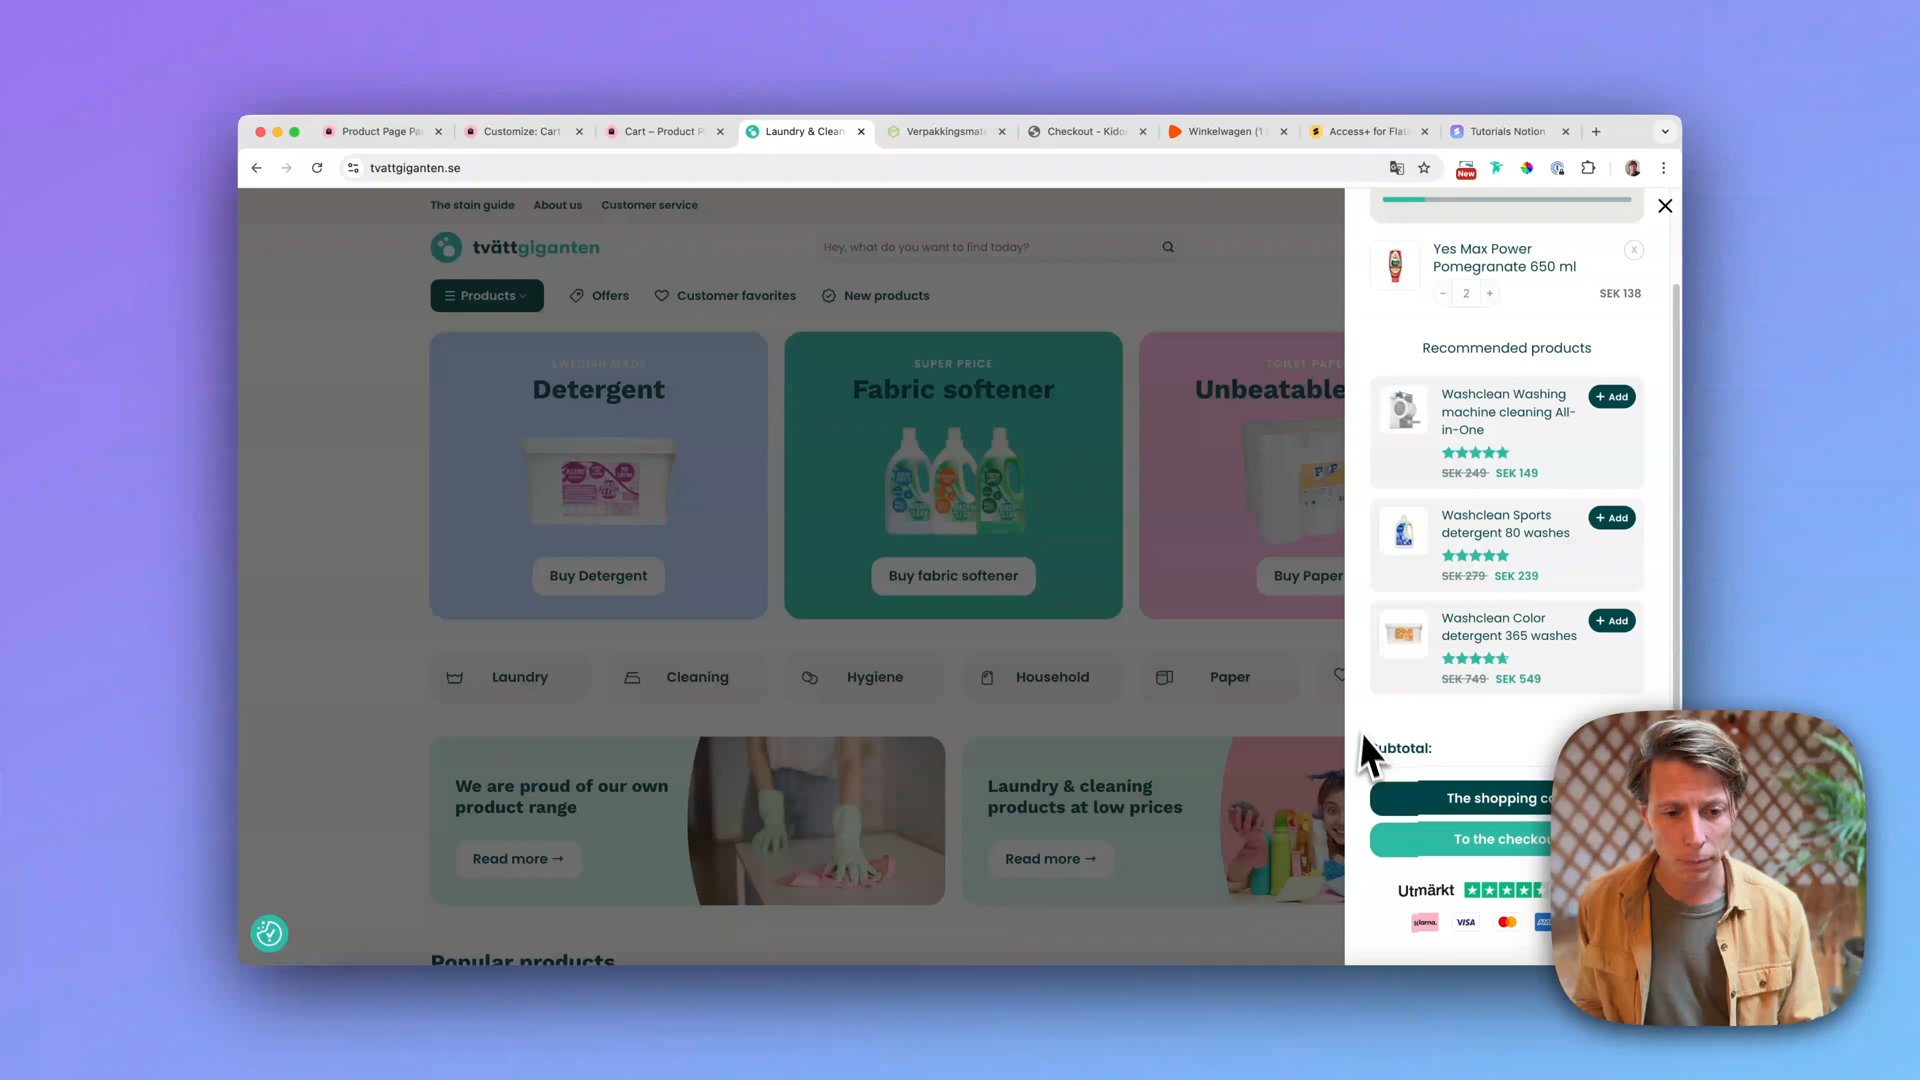 Product Page Pa
Customize: Cart
Cart – Product P
Laundry & Clean
Verpakkingsmate
Checkout - Kido
Winkelwagen (1
Access+ for Flat
Tutorials Notion
tvattgiganten.se
New
The stain guide
About us
Customer service
tvättgiganten
Hey, what do you want to find today?
Products
Offers
Customer favorites
New products
SWEDISH MADE
Detergent
Buy Detergent
SUPER PRICE
Fabric softener
Buy fabric softener
TOILET PAPE
Unbeatable
Buy Paper
Laundry
Cleaning
Hygiene
Household
Paper
We are proud of our own
product range
Read more →
Laundry & cleaning
products at low prices
Read more →
Popular products
Yes Max Power
Pomegranate 650 ml
x
- 2 +
SEK 138
Recommended products
Washclean Washing
machine cleaning All-
in-One
+ Add
SEK 249 SEK 149
Washclean Sports
detergent 80 washes
+ Add
SEK 279 SEK 239
Washclean Color
detergent 365 washes
+ Add
SEK 749 SEK 549
ubtotal:
The shopping ca
To the checkou
Utmärkt
Klarna.
VISA